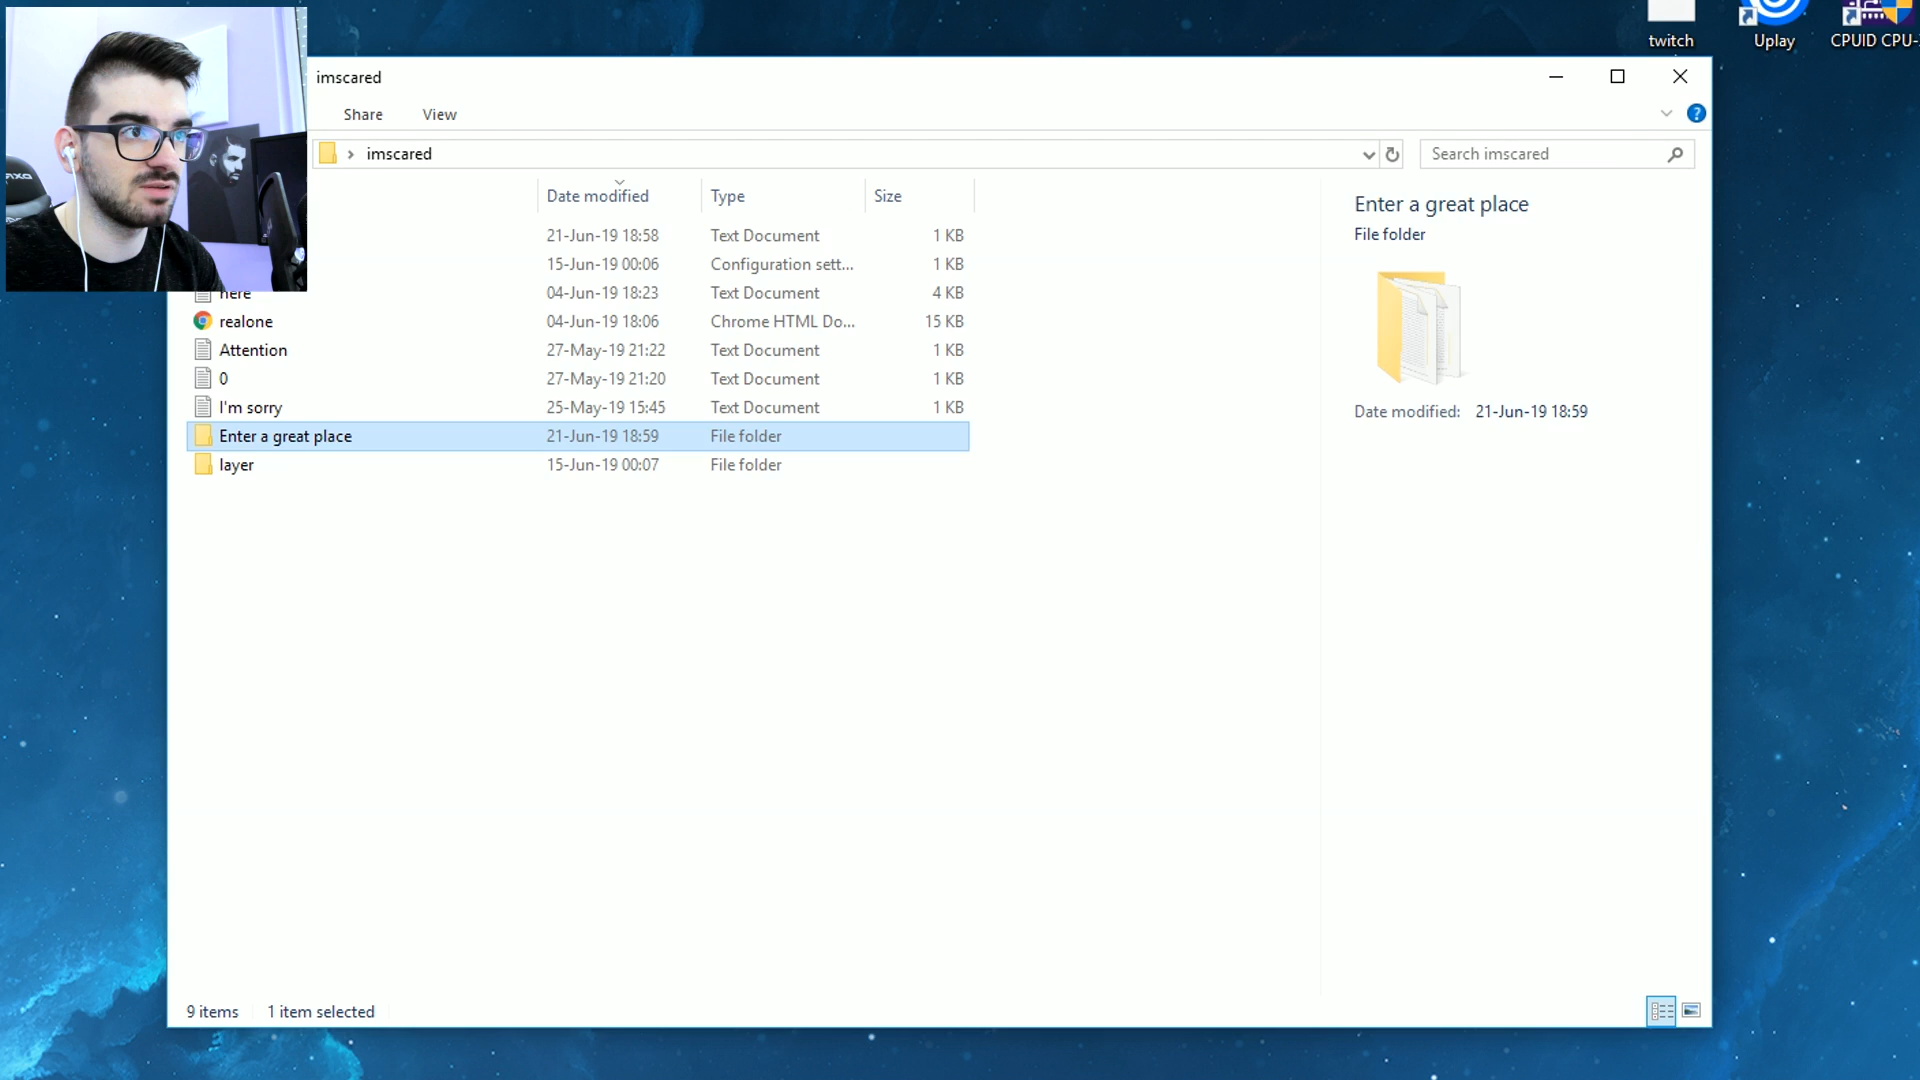 twitch
Uplay
CPUID CPU-
imscared
Share View
imscared
Search imscared
Date modified Type Size
21-Jun-19 18:58 Text Document 1 KB
15-Jun-19 00:06 Configuration sett... 1 KB
here 04-Jun-19 18:23 Text Document 4 KB
realone 04-Jun-19 18:06 Chrome HTML Do... 15 KB
Attention 27-May-19 21:22 Text Document 1 KB
0 27-May-19 21:20 Text Document 1 KB
I'm sorry 25-May-19 15:45 Text Document 1 KB
Enter a great place 21-Jun-19 18:59 File folder
layer 15-Jun-19 00:07 File folder
Enter a great place
File folder
Date modified: 21-Jun-19 18:59
9 items 1 item selected